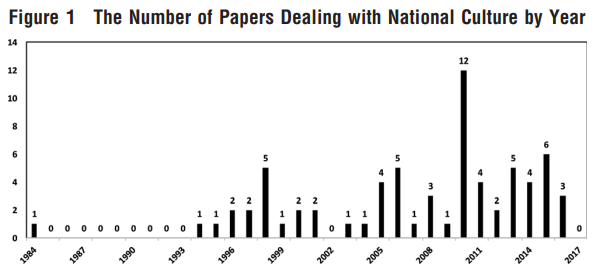 Figure 1 The Number of Papers Dealing with National Culture by Year
14
12
10
8
6
4
2
0
1 0 0 0 0 0 0 0 0 0 1 1 2 2 5 1 2 2 0 1 1 4 5 1 3 1 12 4 2 5 4 6 3 0
1984 1987 1990 1993 1996 1999 2002 2005 2008 2011 2014 2017